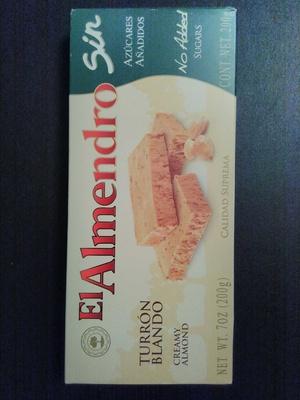 El Almendro
Sin
AZÚCARES
AÑADIDOS
No Added
SUGARS
CONT. NET. 200g
TURRÓN
BLANDO
CREAMY
ALMOND
CALIDAD SUPREMA
NET WT. 7OZ (200g)